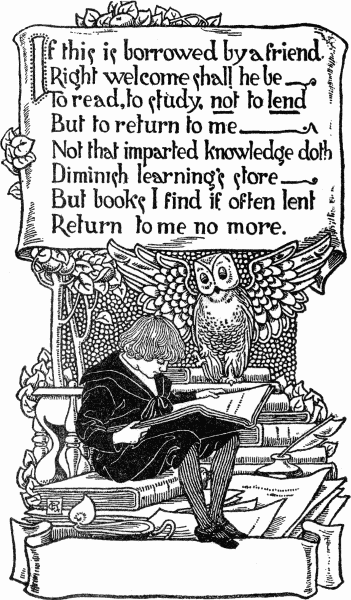 If this is borrowed by a friend.
Right welcome shall he be
To read, to study, not to lend
But to return to me
Not that imparted knowledge doth
Diminish learning's store
But books I find if often lent
Return to me no more.